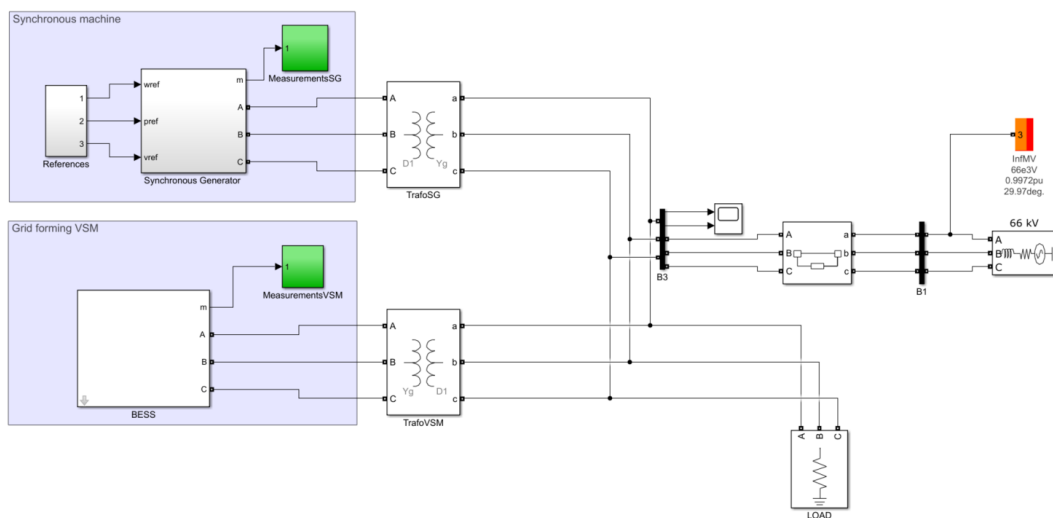 Synchronous machine
1
MeasurementsSG
wref
pref
vref
m
A
B
C
1
2
3
References
Synchronous Generator
A
B
C
D1
Yg
a
b
c
TrafoSG
3
InfMV
66e3V
0.9972pu
29.97deg.
66 kV
A
B
C
B3
A
B
C
a
b
c
B1
Grid forming VSM
1
MeasurementsVSM
m
A
B
C
BESS
A
B
C
Yg
D1
a
b
c
TrafoVSM
A
B
C
LOAD